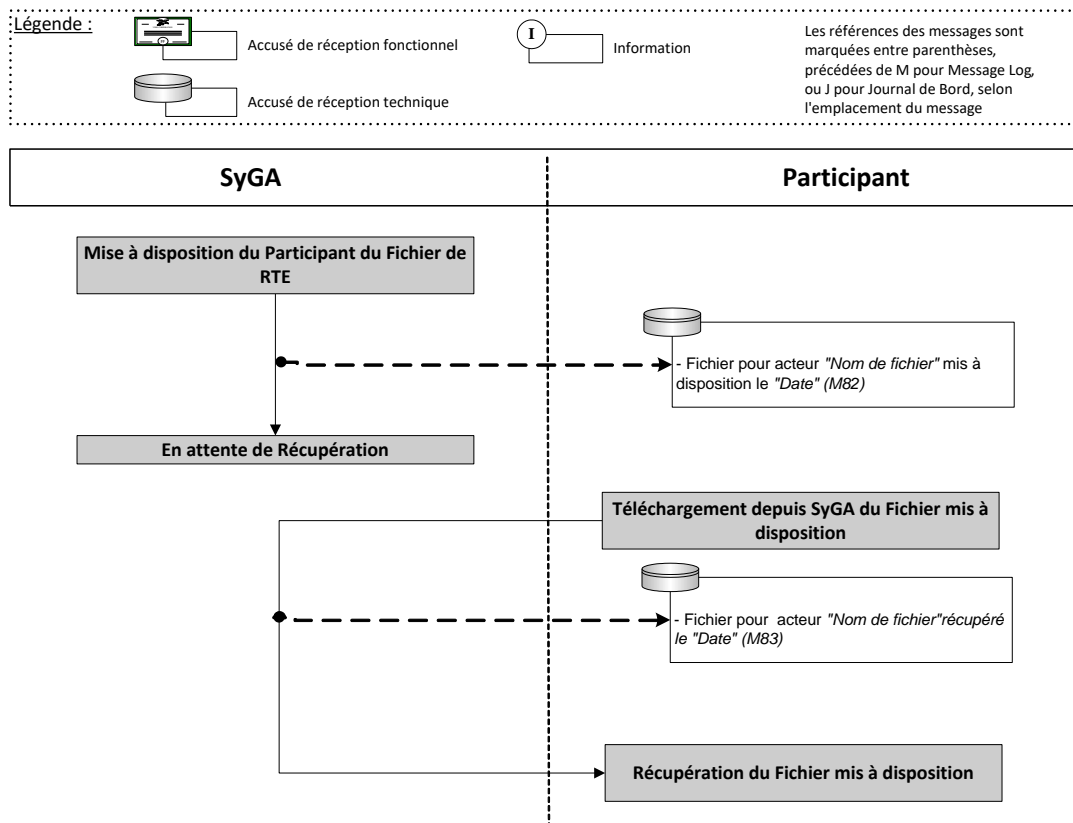 Légende :
Accusé de réception fonctionnel
Accusé de réception technique
I
Information
Les références des messages sont
marquées entre parenthèses,
précédées de M pour Message Log,
ou J pour Journal de Bord, selon
l'emplacement du message
SyGA
Participant
Mise à disposition du Participant du Fichier de
RTE
- Fichier pour acteur "Nom de fichier" mis à
disposition le "Date" (M82)
En attente de Récupération
Téléchargement depuis SyGA du Fichier mis à
disposition
- Fichier pour acteur "Nom de fichier"récupéré
le "Date" (M83)
Récupération du Fichier mis à disposition